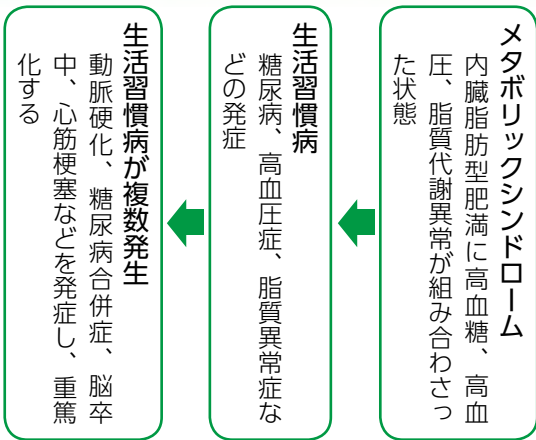 メタボリックシンドローム
内臓脂肪型肥満に高血糖、高血
圧、脂質代謝異常が組み合わさっ
た状態
生活習慣病
糖尿病、高血圧症、脂質異常症な
どの発症
生活習慣病が複数発生
動脈硬化、糖尿病合併症、脳卒
中、心筋梗塞などを発症し、重篤
化する